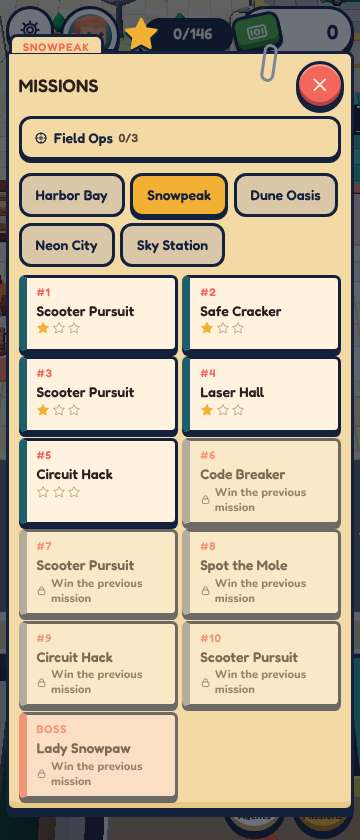 0/146
0
SNOWPEAK
MISSIONS
Field Ops 0/3
Harbor Bay
Snowpeak
Dune Oasis
Neon City
Sky Station
#1
Scooter Pursuit
#2
Safe Cracker
#3
Scooter Pursuit
#4
Laser Hall
#5
Circuit Hack
#6
Code Breaker
Win the previous
mission
#7
Scooter Pursuit
Win the previous
mission
#8
Spot the Mole
Win the previous
mission
#9
Circuit Hack
Win the previous
mission
#10
Scooter Pursuit
Win the previous
mission
BOSS
Lady Snowpaw
Win the previous
mission